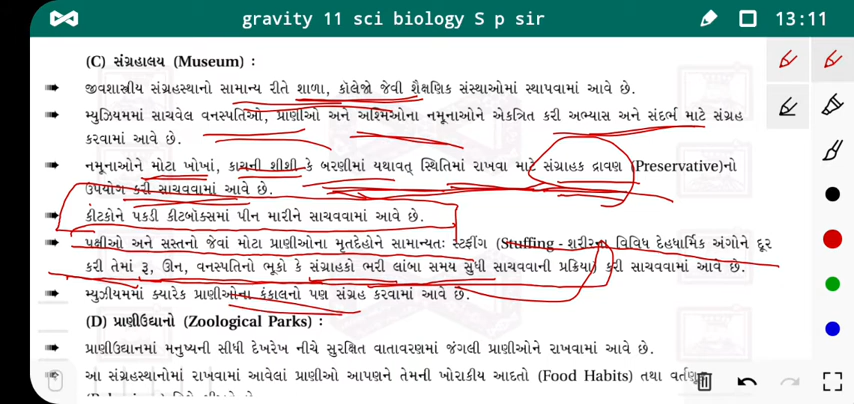 gravity 11 sci biology S p sir
13:11
(C) સંગ્રહાલય (Museum) :
જીવશાસ્ત્રીય સંગ્રહસ્થાનો સામાન્ય રીતે શાળા, કૉલેજો જેવી શૈક્ષણિક સંસ્થાઓમાં સ્થાપવામાં આવે છે.
મ્યુઝિયમમાં સાચવેલ વનસ્પતિઓ, પ્રાણીઓ અને અશ્મિઓના નમૂનાઓને એકત્રિત કરી અભ્યાસ અને સંદર્ભ માટે સંગ્રહ
કરવામાં આવે છે.
નમૂનાઓને મોટા ખોખાં, કાચની શીશી કે બરણીમાં યથાવત્ સ્થિતિમાં રાખવા માટે સંગ્રાહક દ્રાવણ (Preservative)નો
ઉપયોગ કરી સાચવવામાં આવે છે.
કીટકોને પકડી કીટબોક્સમાં પીન મારીને સાચવવામાં આવે છે.
પક્ષીઓ અને સસ્તનો જેવાં મોટા પ્રાણીઓના મૃતદેહોને સામાન્યતઃ સ્ટફીંગ (Stuffing - શરીરના વિવિધ દેહધાર્મિક અંગોને દૂર
કરી તેમાં રૂ, ઊન, વનસ્પતિનો ભૂકો કે સંગ્રાહકો ભરી લાંબા સમય સુધી સાચવવાની પ્રક્રિયા) કરી સાચવવામાં આવે છે.
મ્યુઝિયમમાં ક્યારેક પ્રાણીઓના કંકાલનો પણ સંગ્રહ કરવામાં આવે છે.
(D) પ્રાણીઉદ્યાનો (Zoological Parks) :
પ્રાણીઉદ્યાનમાં મનુષ્યની સીધી દેખરેખ નીચે સુરક્ષિત વાતાવરણમાં જંગલી પ્રાણીઓને રાખવામાં આવે છે.
આ સંગ્રહસ્થાનોમાં રાખવામાં આવેલાં પ્રાણીઓ આપણને તેમની ખોરાકીય આદતો (Food Habits) તથા